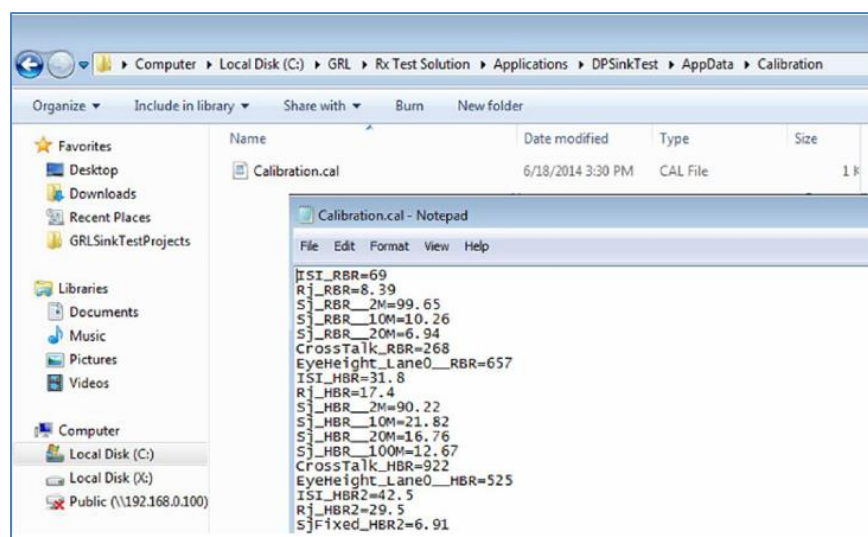 Computer ▸ Local Disk (C:) ▸ GRL ▸ Rx Test Solution ▸ Applications ▸ DPSinkTest ▸ AppData ▸ Calibration
Organize Include in library Share with Burn New folder
Favorites
Desktop
Downloads
Recent Places
GRLSinkTestProjects
Libraries
Documents
Music
Pictures
Videos
Computer
Local Disk (C:)
Local Disk (X:)
Public (\\192.168.0.100)
Name Date modified Type Size
Calibration.cal 6/18/2014 3:30 PM CAL File 1 K
Calibration.cal - Notepad
File Edit Format View Help
ISI_RBR=69
Rj_RBR=8.39
Sj_RBR__2M=99.65
Sj_RBR__10M=10.26
Sj_RBR__20M=6.94
CrossTalk_RBR=268
EyeHeight_Lane0__RBR=657
ISI_HBR=31.8
Rj_HBR=17.4
Sj_HBR__2M=90.22
Sj_HBR__10M=21.82
Sj_HBR__20M=16.76
Sj_HBR__100M=12.67
CrossTalk_HBR=922
EyeHeight_Lane0__HBR=525
ISI_HBR2=42.5
Rj_HBR2=29.5
SjFixed_HBR2=6.91